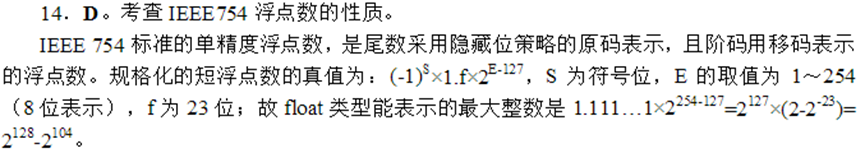 14．D。考查 IEEE754 浮点数的性质。
IEEE 754 标准的单精度浮点数，是尾数采用隐藏位策略的原码表示，且阶码用移码表示
的浮点数。规格化的短浮点数的真值为：(-1)^S×1.f×2^{E-127}，S 为符号位，E 的取值为 1～254
（8 位表示），f 为 23 位；故 float 类型能表示的最大整数是 1.111…1×2^{254-127}=2^{127}×(2-2^{-23})=
2^{128}-2^{104}。